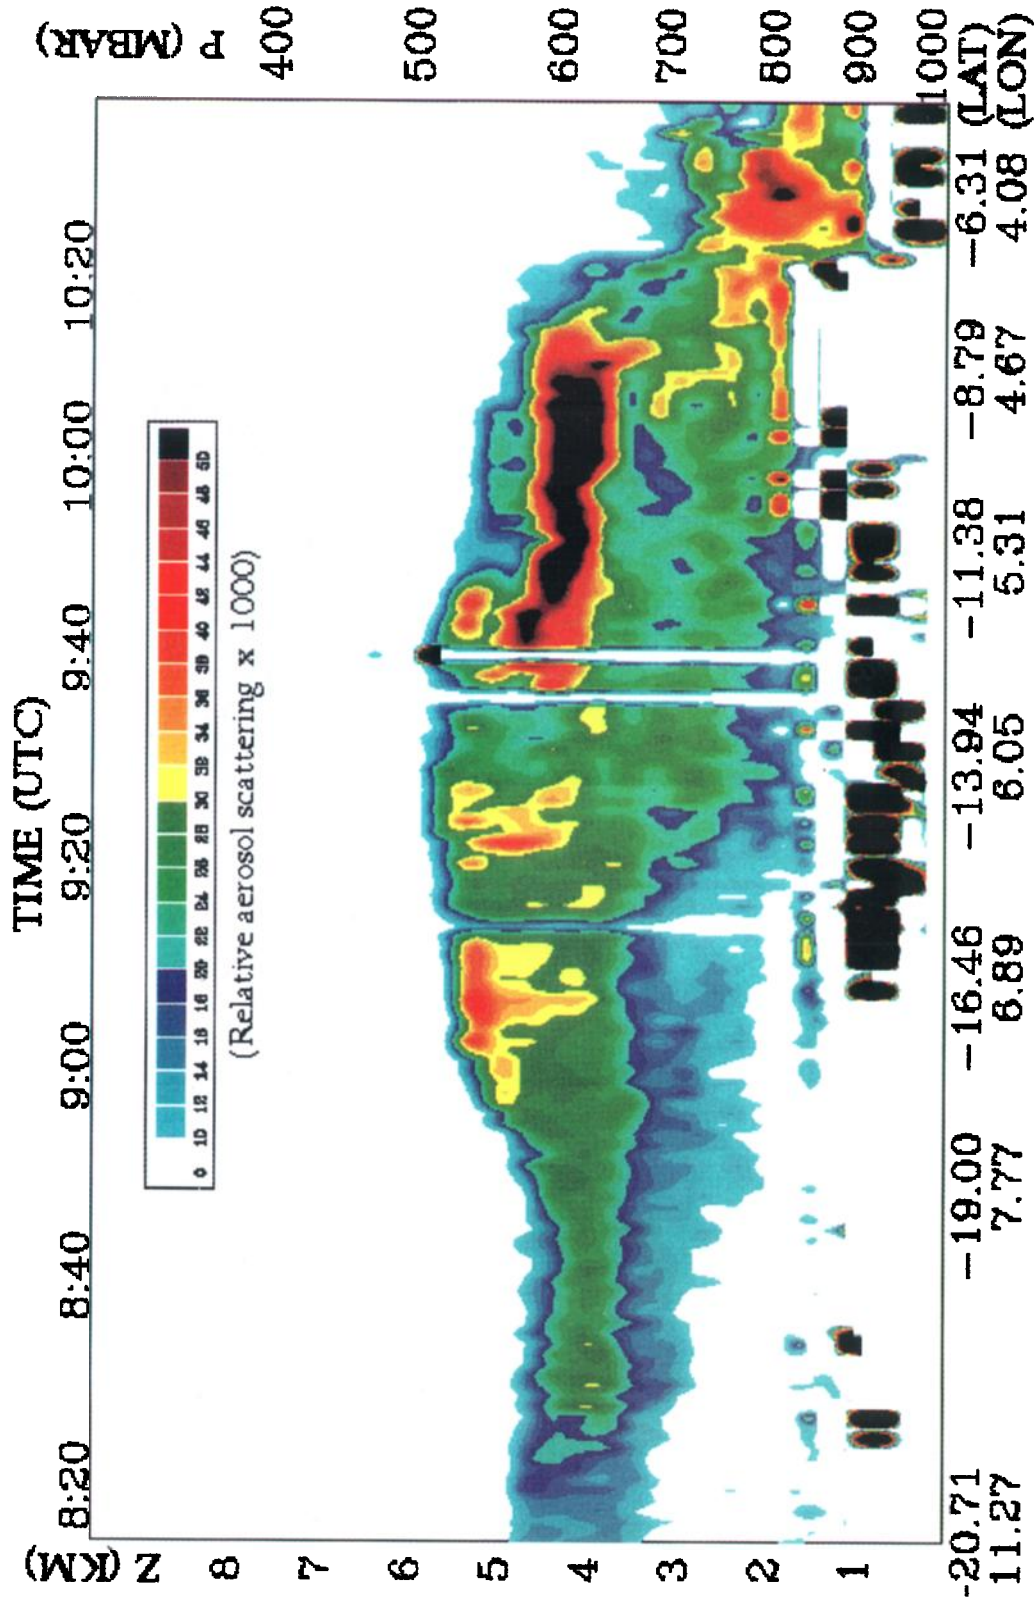 TIME (UTC)
8:20 8:40 9:00 9:20 9:40 10:00 10:20
Z (KM)
P (MBAR)
0 10 12 14 16 18 20 22 24 26 28 30 32 34 36 38 40 42 44 46 48 50
(Relative aerosol scattering x 1000)
8
7
6
5
4
3
2
1
400
500
600
700
800
900
1000
-20.71 -19.00 -16.46 -13.94 -11.38 -8.79 -6.31 (LAT)
11.27 7.77 6.89 6.05 5.31 4.67 4.08 (LON)